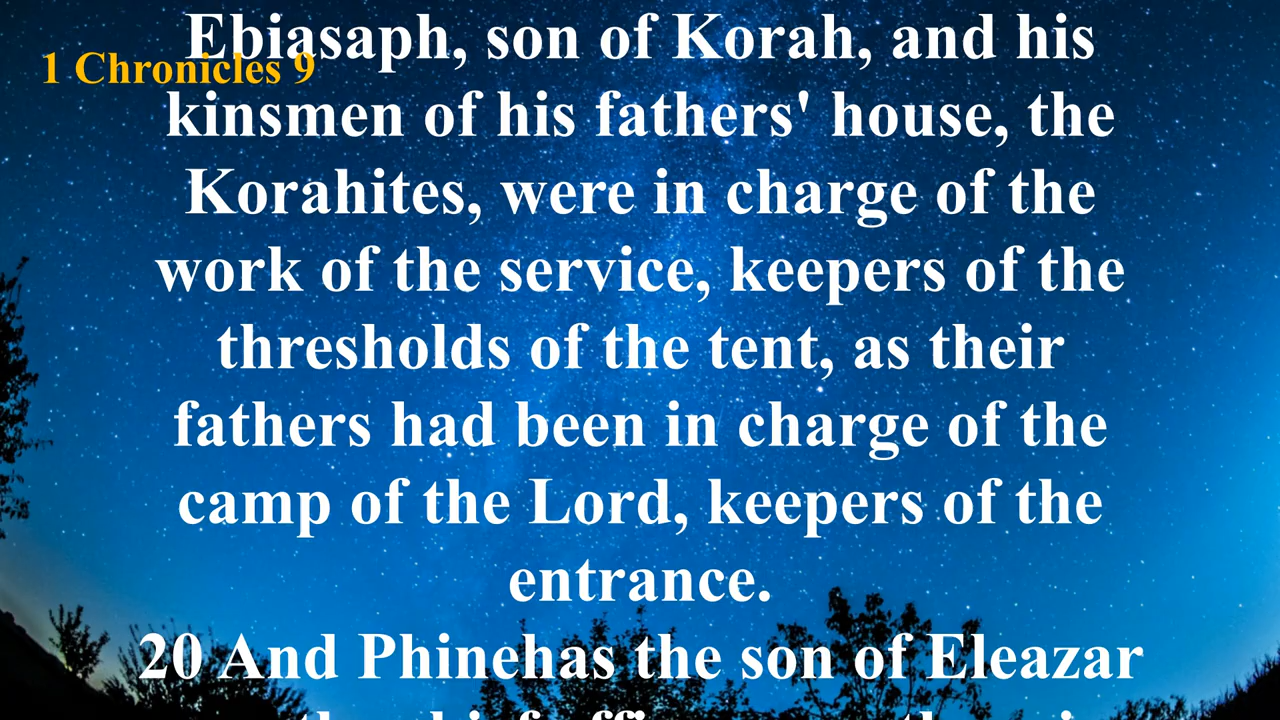 Ebiasaph, son of Korah, and his
1 Chronicles 9
kinsmen of his fathers' house, the
Korahites, were in charge of the
work of the service, keepers of the
thresholds of the tent, as their
fathers had been in charge of the
camp of the Lord, keepers of the
entrance.
20 And Phinehas the son of Eleazar